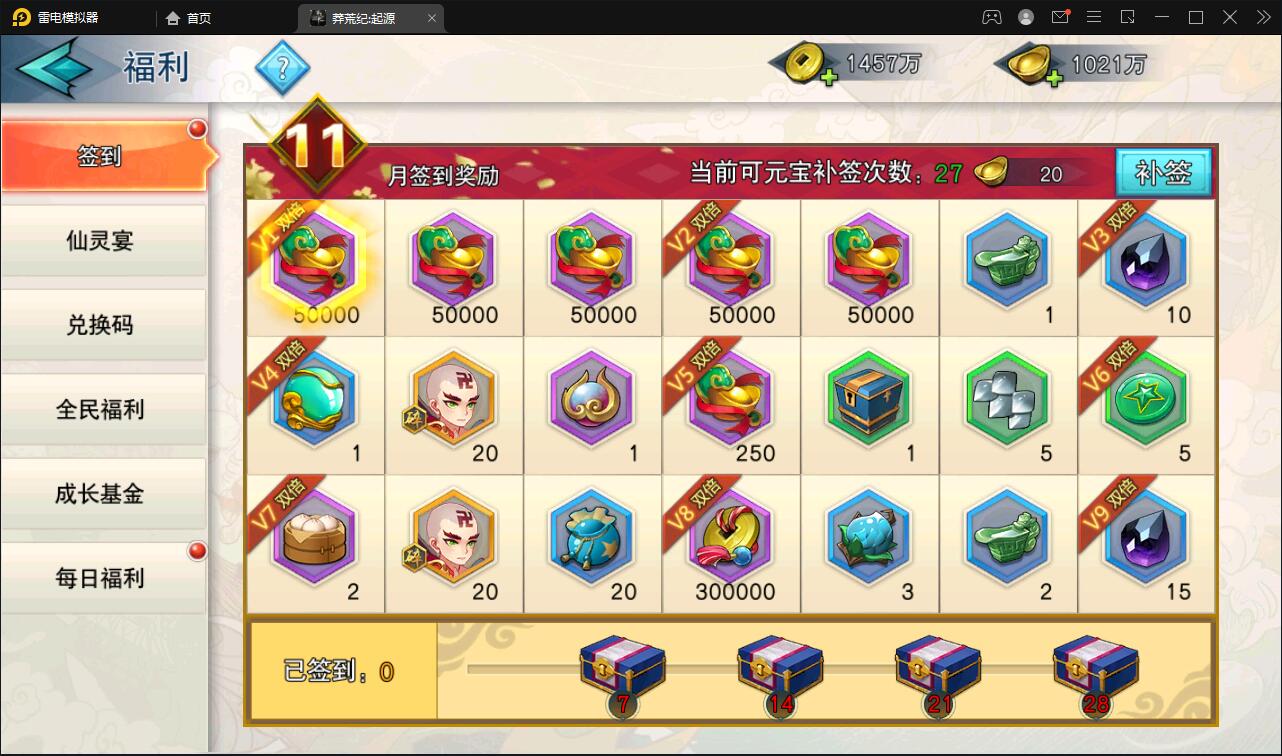 雷电模拟器
首页
莽荒纪:起源
福利
?
1457万
1021万
签到
仙灵宴
兑换码
全民福利
成长基金
每日福利
11
月签到奖励
当前可元宝补签次数：27
20
补签
V1 双倍
50000
50000
50000
V2 双倍
50000
50000
1
V3 双倍
10
V4 双倍
1
碎
20
1
V5 双倍
250
1
5
V6 双倍
5
V7 双倍
2
碎
20
20
V8 双倍
300000
3
2
V9 双倍
15
已签到：0
7
14
21
28